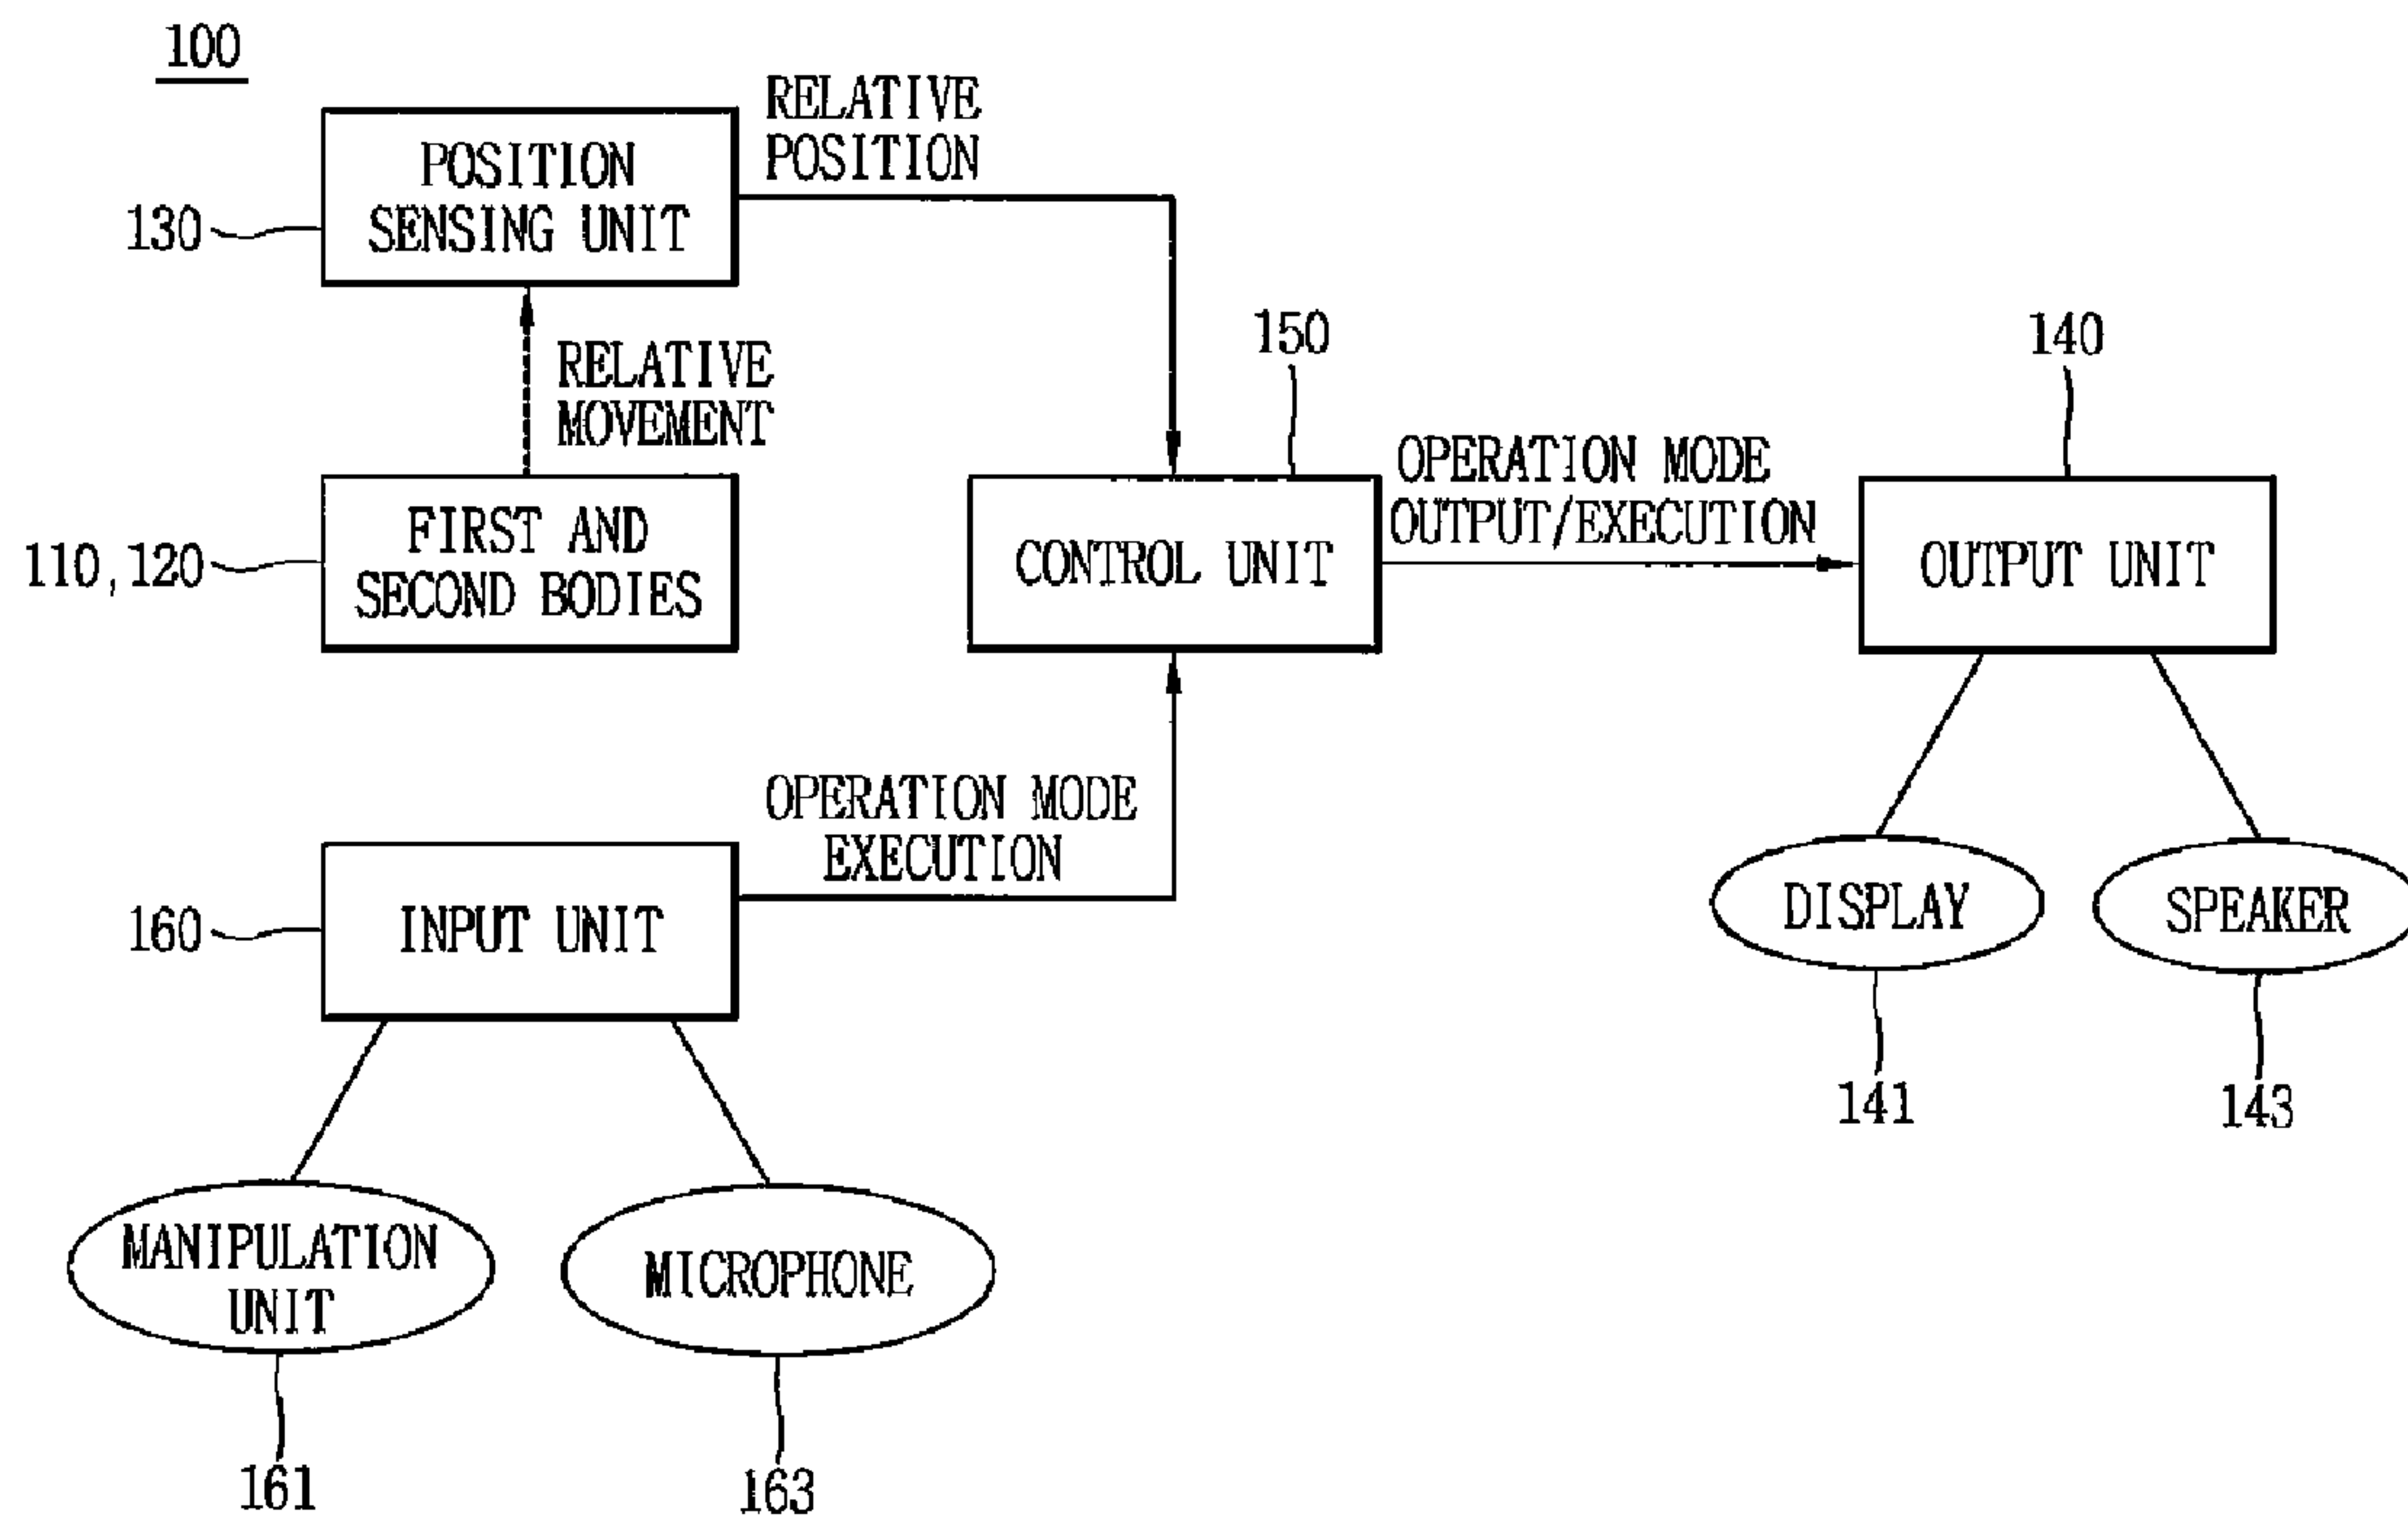 100
POSITION
SENSING UNIT
130
RELATIVE
POSITION
RELATIVE
MOVEMENT
FIRST AND
SECOND BODIES
110,120
150
CONTROL UNIT
OPERATION MODE
OUTPUT/EXECUTION
140
OUTPUT UNIT
OPERATION MODE
EXECUTION
160
INPUT UNIT
DISPLAY
SPEAKER
141
143
MANIPULATION
UNIT
MICROPHONE
161
163